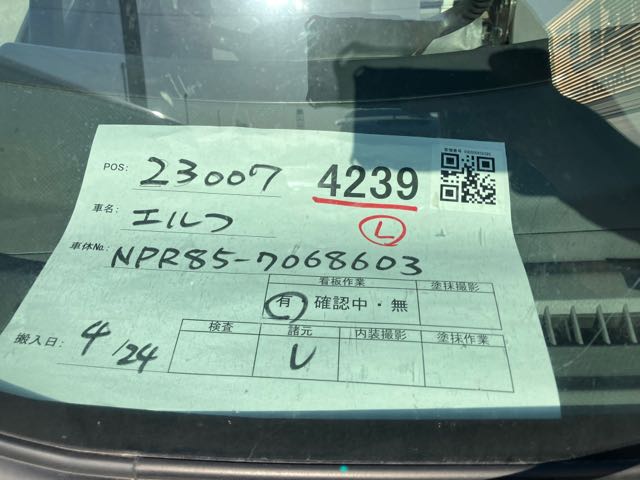 POS: 23007 4239
車名: エルフ Ⓛ
車体No.: NPR85-7068603
看板作業 塗抹撮影
有・確認中・無
搬入日: 4/24
検査 諸元 内装撮影 塗抹作業
レ